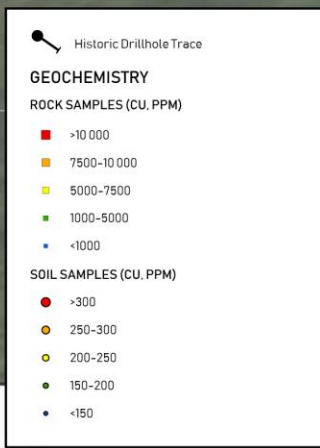 Historic Drillhole Trace
GEOCHEMISTRY
ROCK SAMPLES (CU, PPM)
>10 000
7500-10 000
5000-7500
1000-5000
<1000
SOIL SAMPLES (CU, PPM)
>300
250-300
200-250
150-200
<150